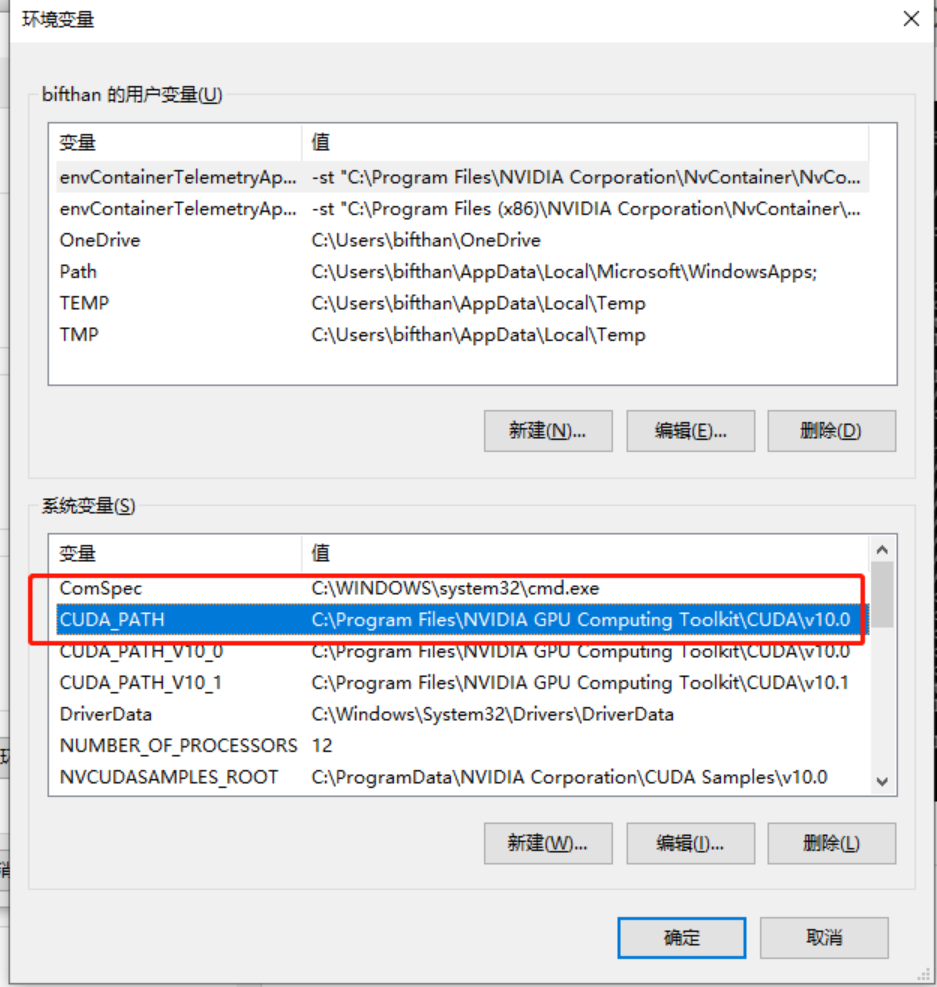 环境变量
bifthan 的用户变量(U)
变量 值
envContainerTelemetryAp... -st "C:\Program Files\NVIDIA Corporation\NvContainer\NvCo...
envContainerTelemetryAp... -st "C:\Program Files (x86)\NVIDIA Corporation\NvContainer\...
OneDrive C:\Users\bifthan\OneDrive
Path C:\Users\bifthan\AppData\Local\Microsoft\WindowsApps;
TEMP C:\Users\bifthan\AppData\Local\Temp
TMP C:\Users\bifthan\AppData\Local\Temp
新建(N)... 编辑(E)... 删除(D)
系统变量(S)
变量 值
ComSpec C:\WINDOWS\system32\cmd.exe
CUDA_PATH C:\Program Files\NVIDIA GPU Computing Toolkit\CUDA\v10.0
CUDA_PATH_V10_0 C:\Program Files\NVIDIA GPU Computing Toolkit\CUDA\v10.0
CUDA_PATH_V10_1 C:\Program Files\NVIDIA GPU Computing Toolkit\CUDA\v10.1
DriverData C:\Windows\System32\Drivers\DriverData
NUMBER_OF_PROCESSORS 12
NVCUDASAMPLES_ROOT C:\ProgramData\NVIDIA Corporation\CUDA Samples\v10.0
新建(W)... 编辑(I)... 删除(L)
确定 取消